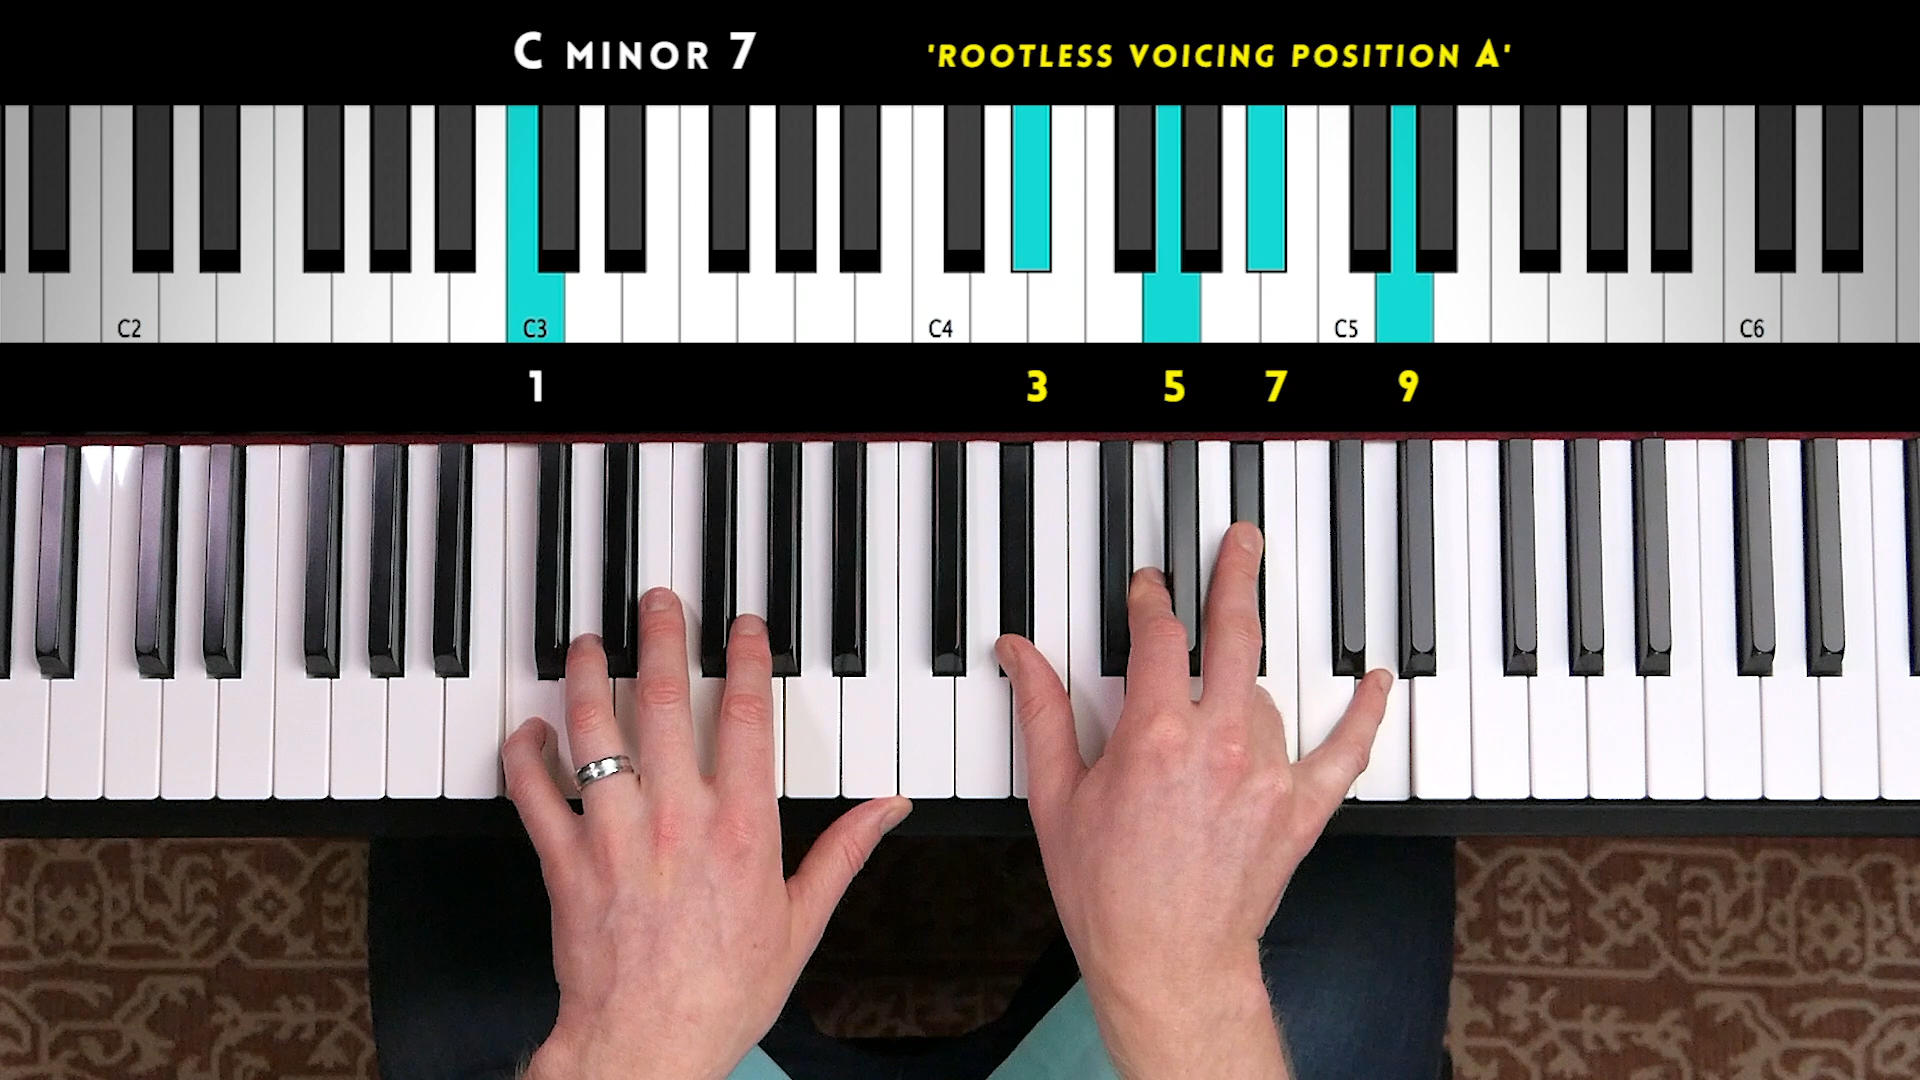 C MINOR 7
'ROOTLESS VOICING POSITION A'
C2 C3 C4 C5 C6
1 3 5 7 9